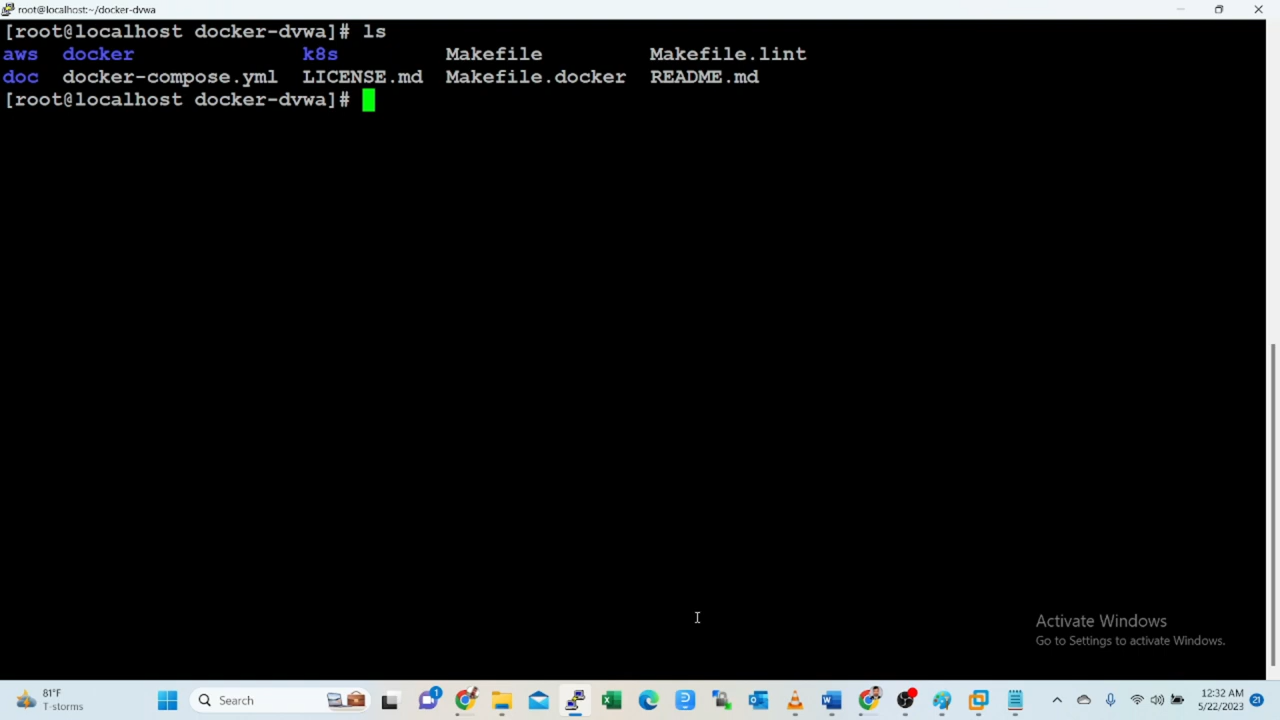 root@localhost:~/docker-dvwa
[root@localhost docker-dvwa]# ls
aws docker k8s Makefile Makefile.lint
doc docker-compose.yml LICENSE.md Makefile.docker README.md
[root@localhost docker-dvwa]#
Activate Windows
Go to Settings to activate Windows.
81°F
T-storms
Search
1
12:32 AM
5/22/2023
21